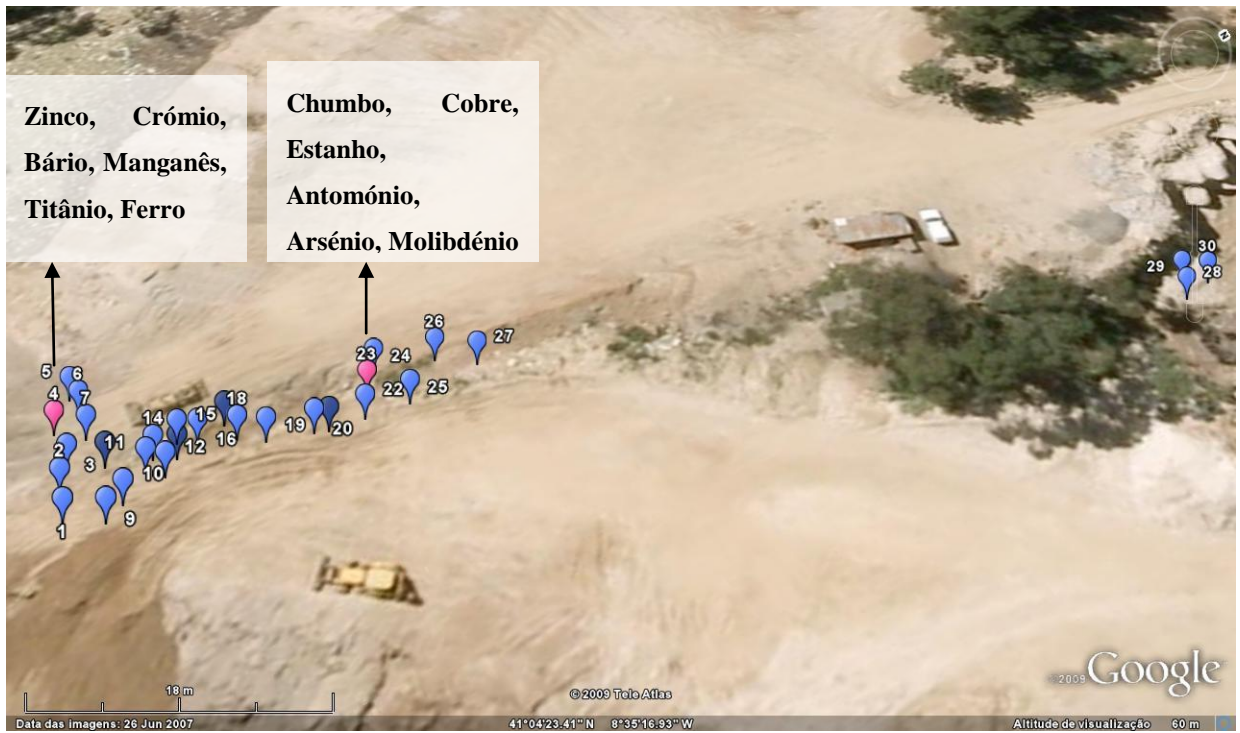 Zinco, Crómio,
Bário, Manganês,
Titânio, Ferro
Chumbo, Cobre,
Estanho,
Antomónio,
Arsénio, Molibdénio
N
30
29
28
26
27
23
24
5
6
22
25
4
7
18
14
15
19
20
2
11
16
12
3
10
9
1
18 m
© 2009 Tele Atlas
©2009 Google
Data das imagens: 26 Jun 2007
41°04'23.41" N 8°35'16.93" W
Altitude de visualização 60 m